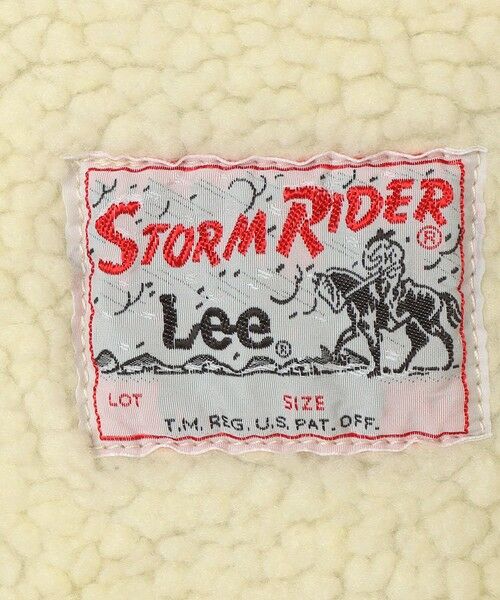 STORM RIDER®
Lee®
LOT SIZE
T.M. REG. U.S. PAT. OFF.